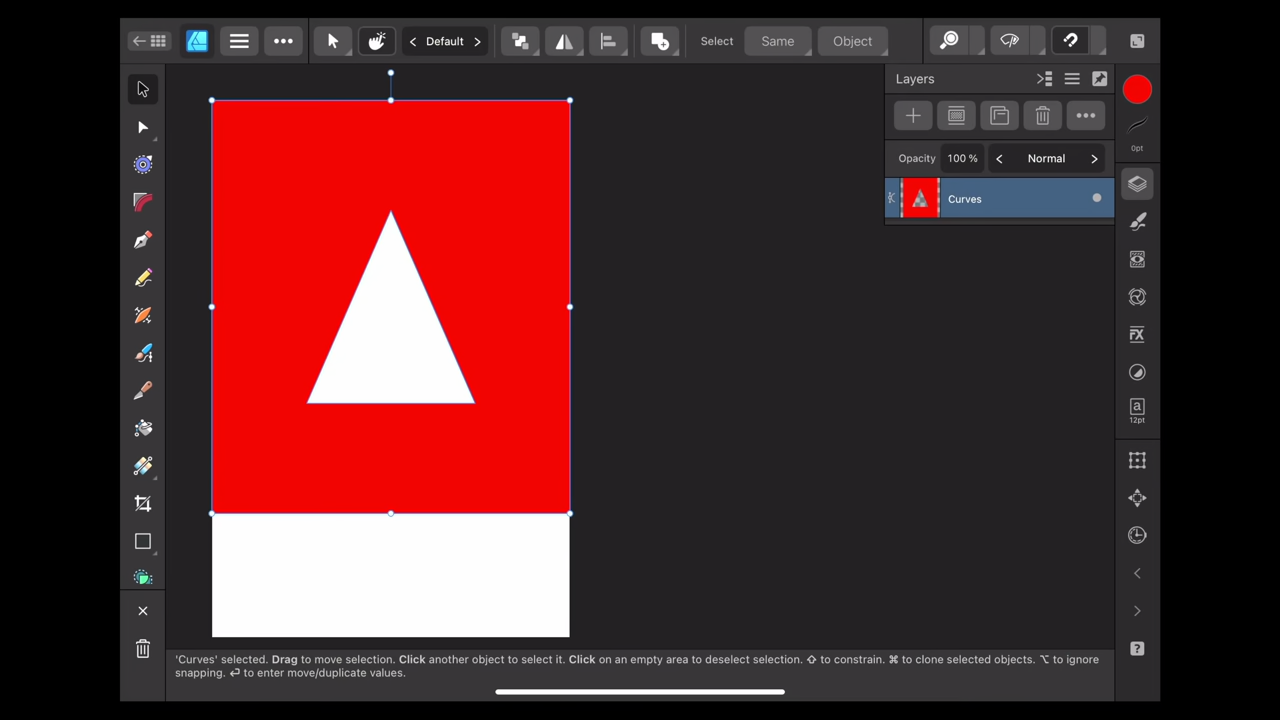 Default
Select
Same
Object
Layers
Opacity
100 %
Normal
Curves
0pt
a
12pt
FX
?
'Curves' selected. Drag to move selection. Click another object to select it. Click on an empty area to deselect selection. ⇧ to constrain. ⌘ to clone selected objects. ⌥ to ignore
snapping. ↵ to enter move/duplicate values.